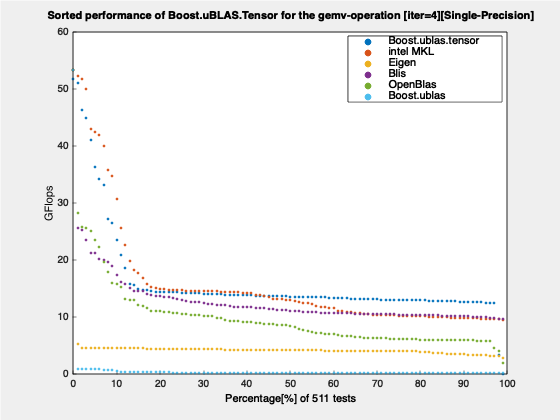 Sorted performance of Boost.uBLAS.Tensor for the gemv-operation [iter=4][Single-Precision]
60
50
40
30
20
10
0
GFlops
Boost.ublas.tensor
intel MKL
Eigen
Blis
OpenBlas
Boost.ublas
0 10 20 30 40 50 60 70 80 90 100
Percentage[%] of 511 tests